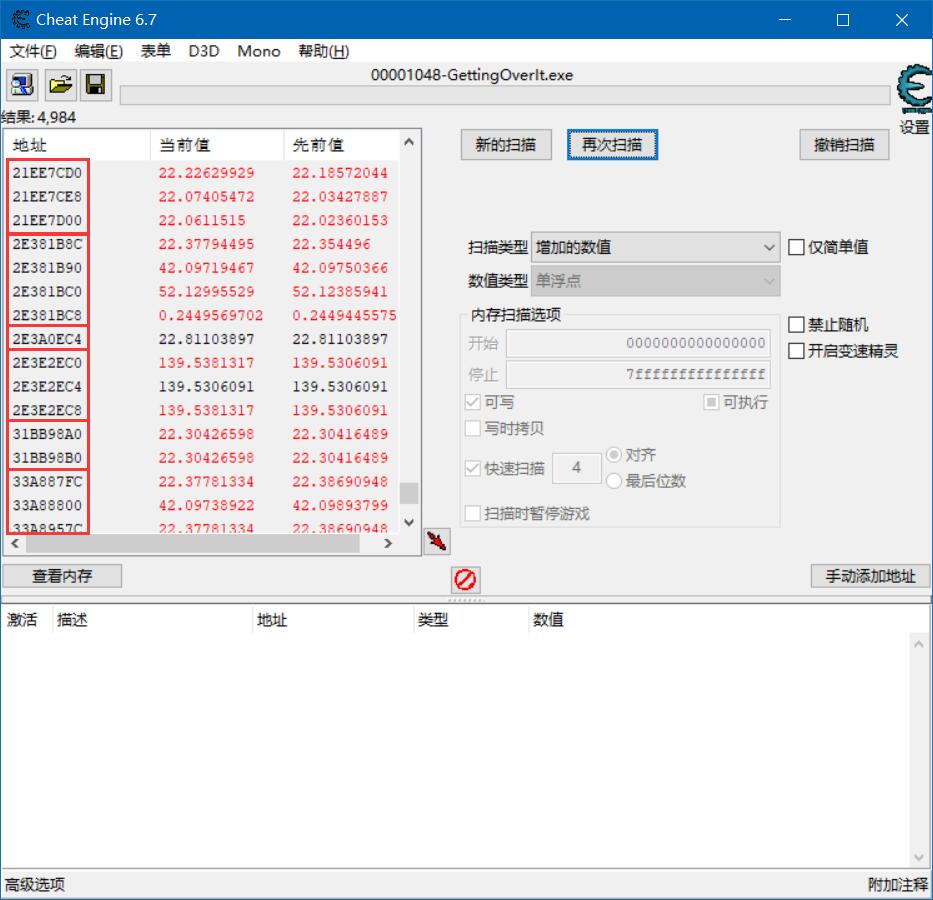 Cheat Engine 6.7
文件(F) 编辑(E) 表单 D3D Mono 帮助(H)
00001048-GettingOverIt.exe
结果: 4,984
设置
地址 当前值 先前值
21EE7CD0 22.22629929 22.18572044
21EE7CE8 22.07405472 22.03427887
21EE7D00 22.0611515 22.02360153
2E381B8C 22.37794495 22.354496
2E381B90 42.09719467 42.09750366
2E381BC0 52.12995529 52.12385941
2E381BC8 0.2449569702 0.2449445575
2E3A0EC4 22.81103897 22.81103897
2E3E2EC0 139.5381317 139.5306091
2E3E2EC4 139.5306091 139.5306091
2E3E2EC8 139.5381317 139.5306091
31BB98A0 22.30426598 22.30416489
31BB98B0 22.30426598 22.30416489
33A887FC 22.37781334 22.38690948
33A88800 42.09738922 42.09893799
33A8957C 22.37781334 22.38690948
新的扫描 再次扫描 撤销扫描
扫描类型 增加的数值 仅简单值
数值类型 单浮点
内存扫描选项
开始 0000000000000000
停止 7fffffffffffffff
可写 可执行
写时拷贝
快速扫描 4 对齐
最后位数
扫描时暂停游戏
禁止随机
开启变速精灵
查看内存 手动添加地址
激活 描述 地址 类型 数值
高级选项 附加注释